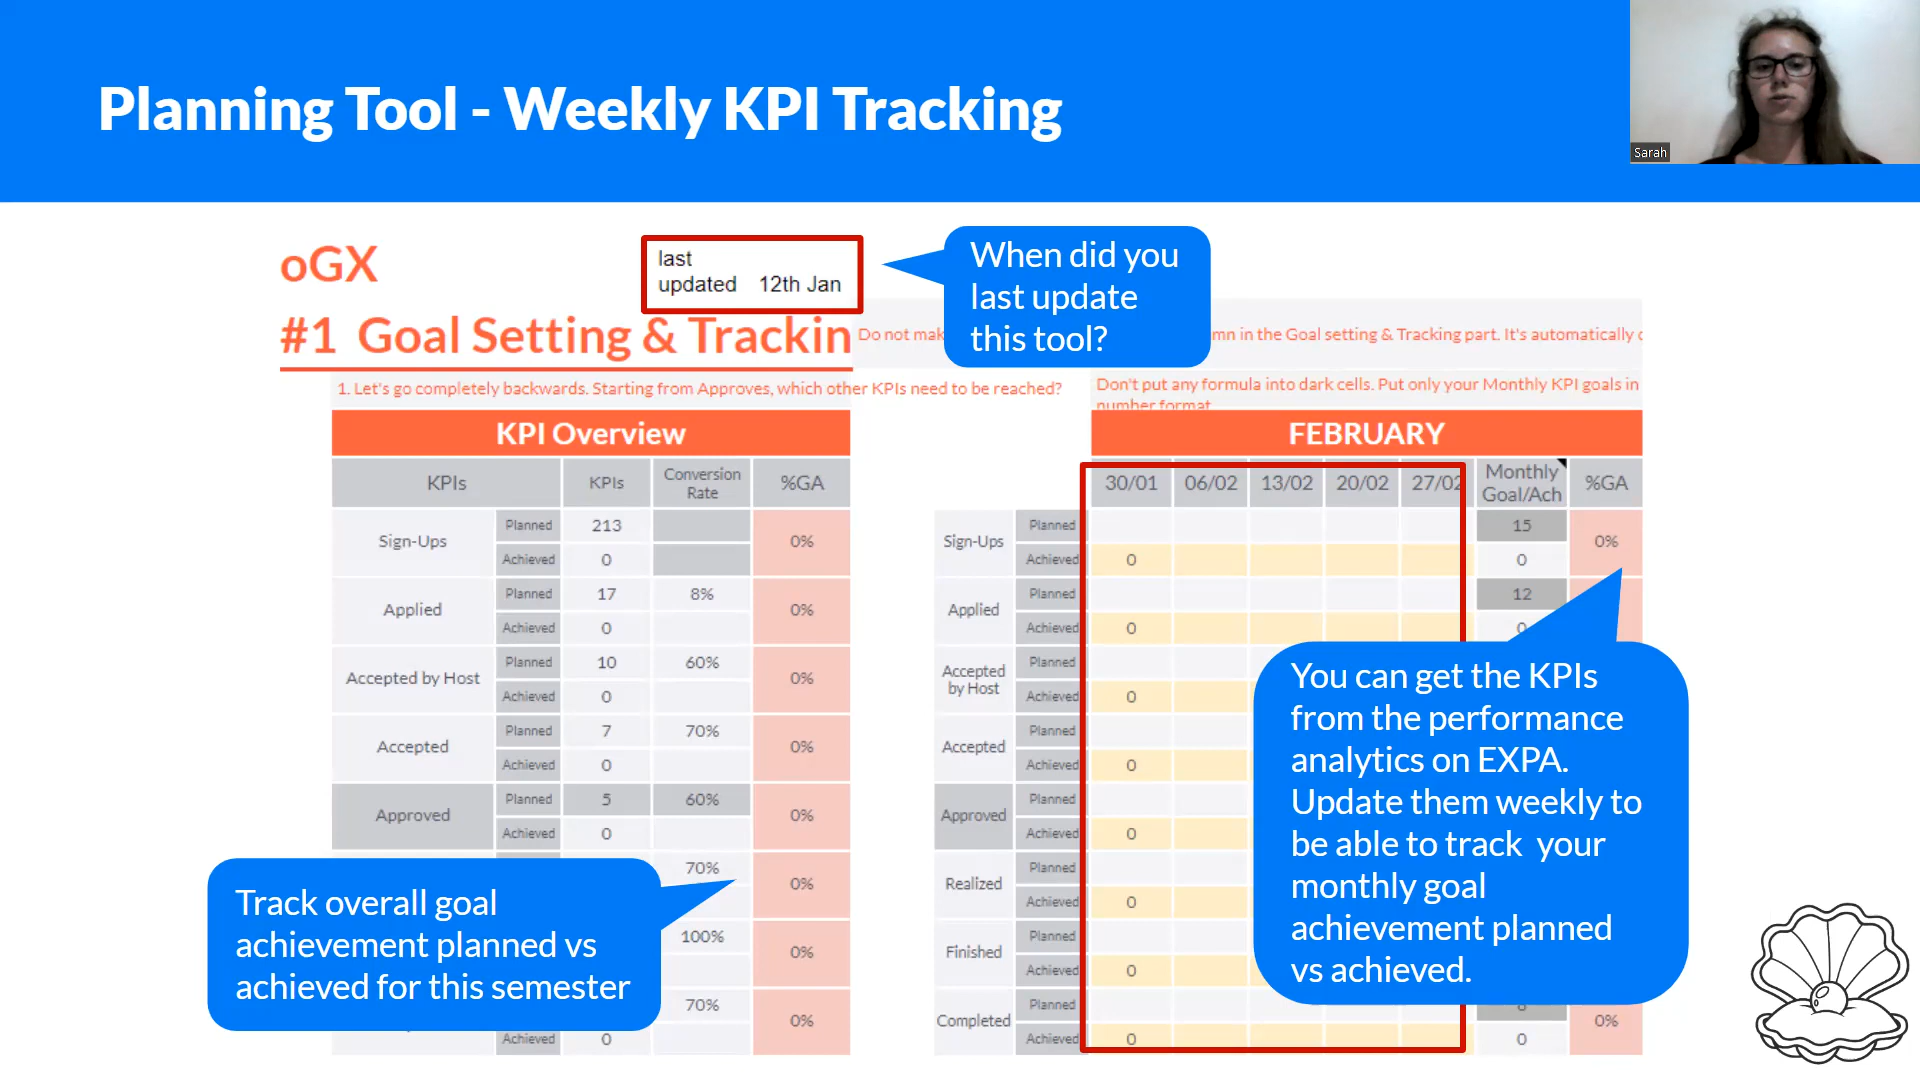 Planning Tool - Weekly KPI Tracking
Sarah
oGX
last
updated 12th Jan
When did you
last update
this tool?
#1 Goal Setting & Trackin
Do not mak
mn in the Goal setting & Tracking part. It's automatically
1. Let's go completely backwards. Starting from Approves, which other KPIs need to be reached?
Don't put any formula into dark cells. Put only your Monthly KPI goals in
number format
KPI Overview
KPIs KPIs Conversion Rate %GA
Sign-Ups Planned 213 0%
Achieved 0
Applied Planned 17 8% 0%
Achieved 0
Accepted by Host Planned 10 60% 0%
Achieved 0
Accepted Planned 7 70% 0%
Achieved 0
Approved Planned 5 60% 0%
Achieved 0
70% 0%
100% 0%
70% 0%
Achieved 0
Track overall goal
achievement planned vs
achieved for this semester
FEBRUARY
30/01 06/02 13/02 20/02 27/02 Monthly Goal/Ach %GA
Sign-Ups Planned 15 0%
Achieved 0 0
Applied Planned 12
Achieved 0 0
Accepted by Host Planned
Achieved 0
Accepted Planned
Achieved 0
Approved Planned
Achieved 0
Realized Planned
Achieved 0
Finished Planned
Achieved 0
Completed Planned 0%
Achieved 0 0
You can get the KPIs
from the performance
analytics on EXPA.
Update them weekly to
be able to track your
monthly goal
achievement planned
vs achieved.